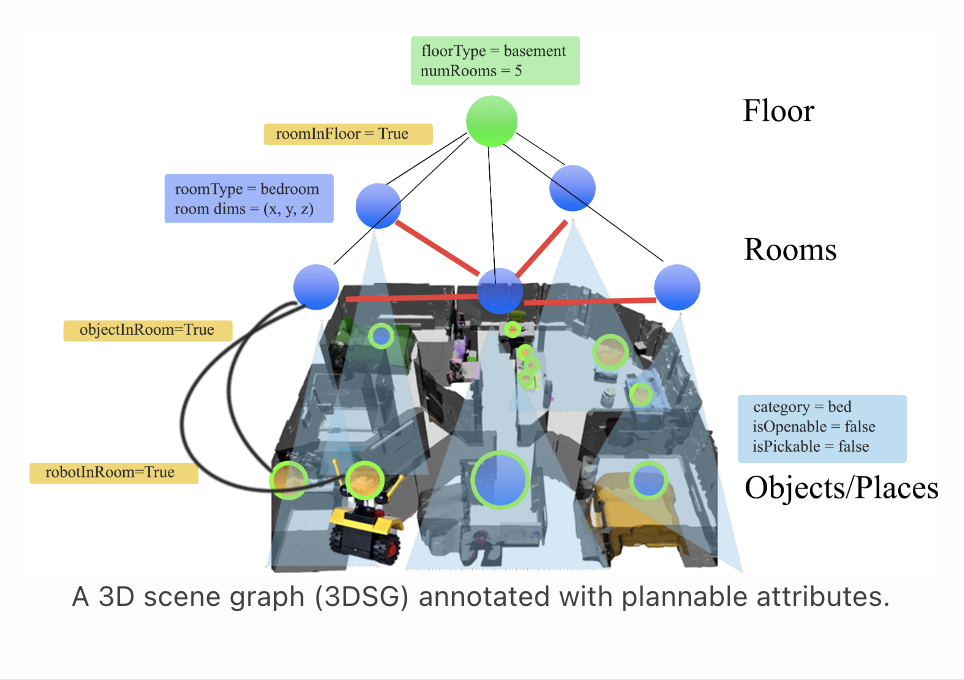 floorType = basement
numRooms = 5
Floor
roomInFloor = True
roomType = bedroom
room dims = (x, y, z)
Rooms
objectInRoom=True
category = bed
isOpenable = false
isPickable = false
robotInRoom=True
Objects/Places
A 3D scene graph (3DSG) annotated with plannable attributes.